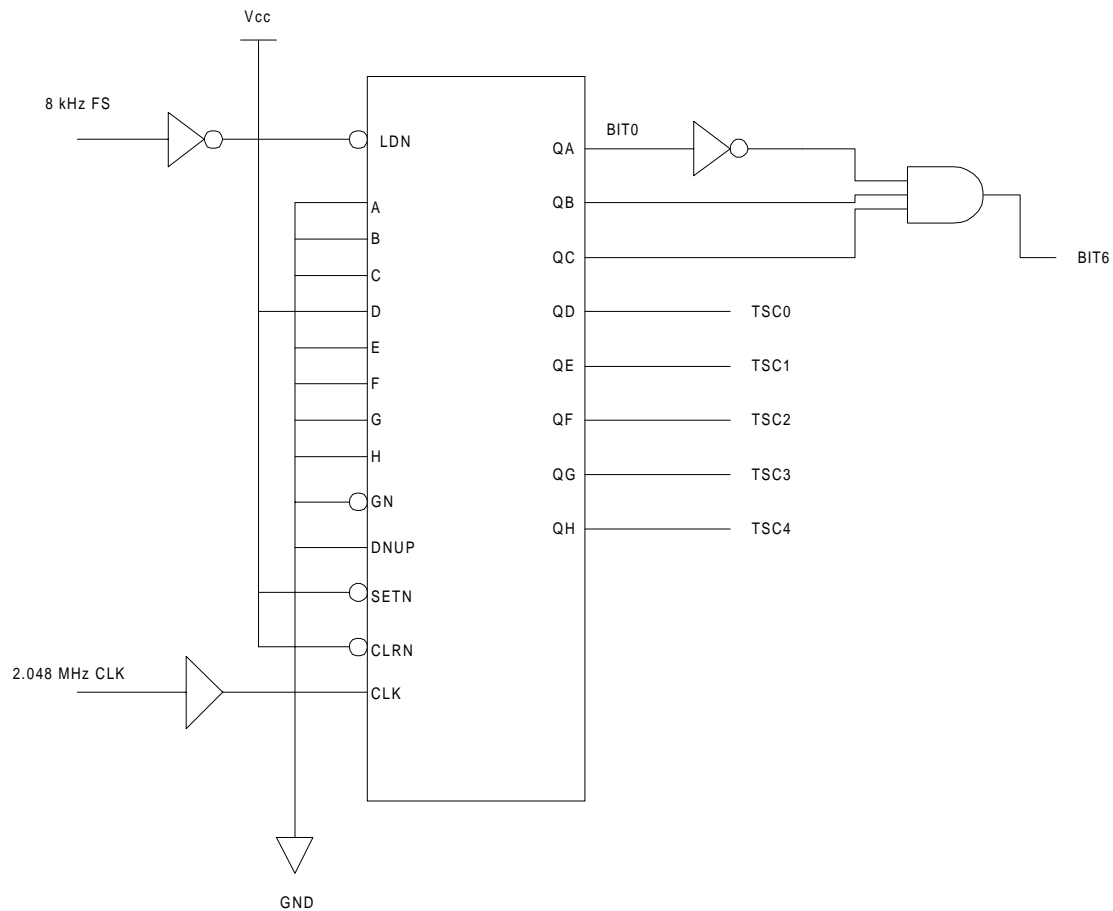 Vcc
8 kHz FS
LDN
QA
BIT0
A
QB
B
QC
BIT6
C
D
QD
TSC0
E
QE
TSC1
F
QF
TSC2
G
QG
TSC3
H
GN
QH
TSC4
DNUP
SETN
CLRN
2.048 MHz CLK
CLK
GND